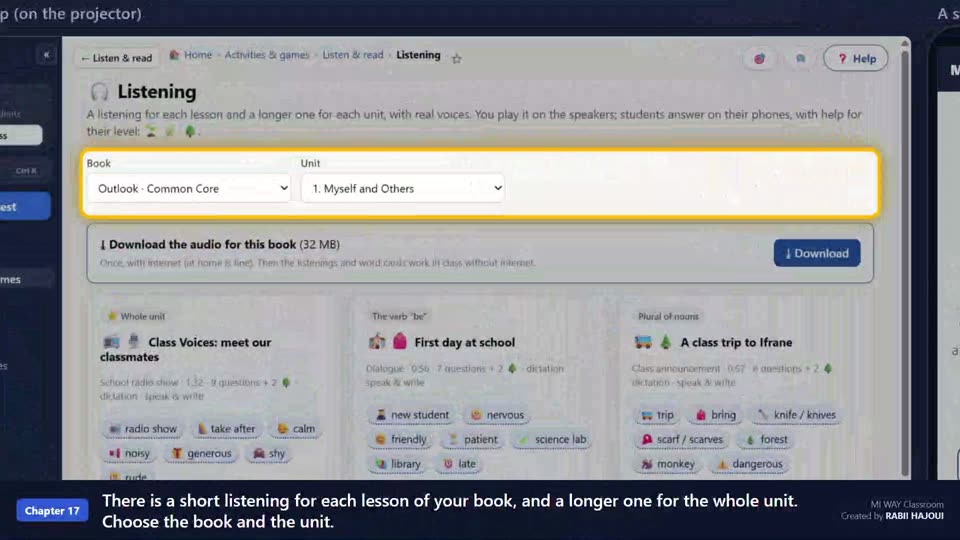 p (on the projector)
A s
«
← Listen & read
Home · Activities & games · Listen & read · Listening
? Help
Listening
A listening for each lesson and a longer one for each unit, with real voices. You play it on the speakers; students answer on their phones, with help for
their level:
ss
Ctrl K
est
mes
Book
Unit
Outlook · Common Core
1. Myself and Others
Download the audio for this book (32 MB)
Once, with internet (at home is fine). Then the listenings and word cards work in class without internet.
Download
Whole unit
Class Voices: meet our
classmates
School radio show · 1:32 · 9 questions + 2 ·
dictation · speak & write
radio show
take after
calm
noisy
generous
shy
rude
The verb "be"
First day at school
Dialogue · 0:56 · 7 questions + 2 · dictation
speak & write
new student
nervous
friendly
patient
science lab
library
late
Plural of nouns
A class trip to Ifrane
Class announcement · 0:57 · 6 questions + 2
dictation · speak & write
trip
bring
knife / knives
scarf / scarves
forest
monkey
dangerous
M
Chapter 17
There is a short listening for each lesson of your book, and a longer one for the whole unit.
Choose the book and the unit.
MI WAY Classroom
Created by RABII HAJOUI